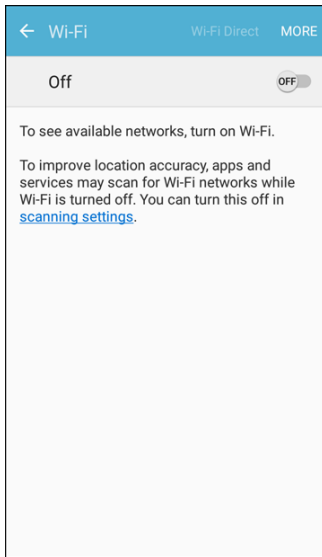 Wi-Fi Wi-Fi Direct MORE
Off OFF
To see available networks, turn on Wi-Fi.
To improve location accuracy, apps and
services may scan for Wi-Fi networks while
Wi-Fi is turned off. You can turn this off in
scanning settings.